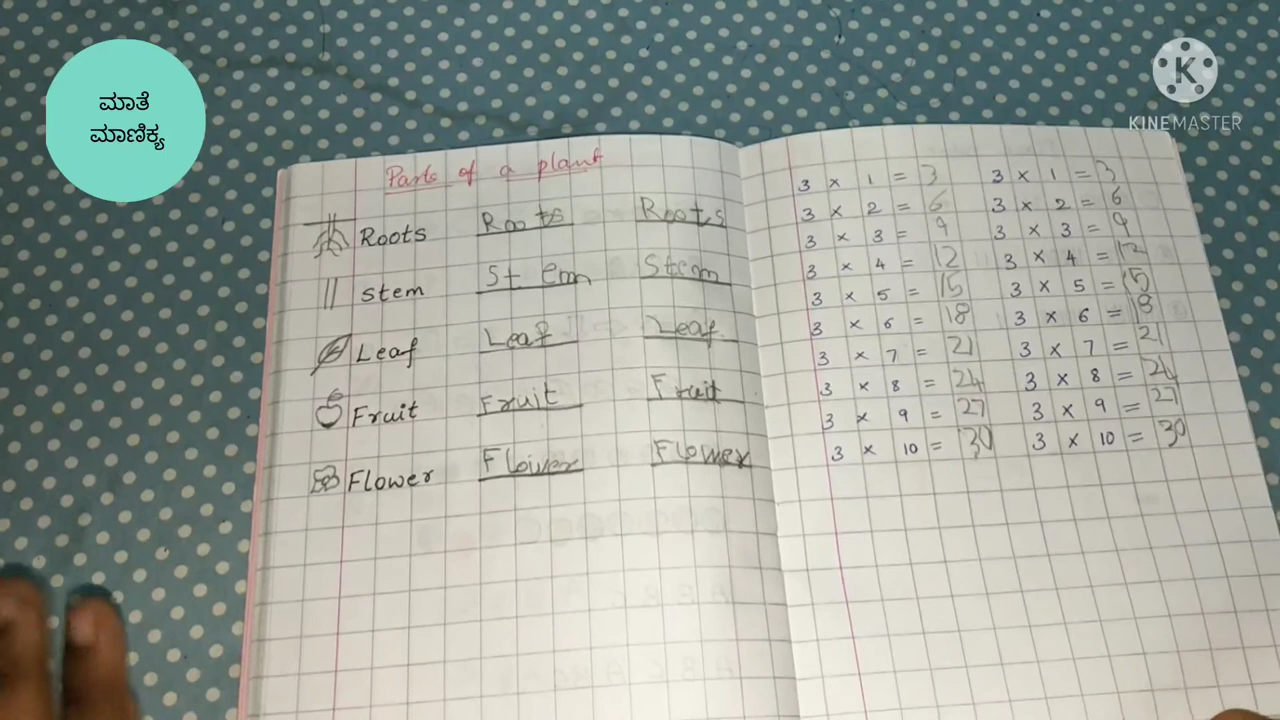 ಮಾತೆ
ಮಾಣಿಕ್ಯ
KINEMASTER
Parts of a plant
Roots Roots Roots
stem Stem Stem
Leaf Leaf Leaf
Fruit Fruit Fruit
Flower Flower Flower
3 x 1 = 3 3 x 1 = 3
3 x 2 = 6 3 x 2 = 6
3 x 3 = 9 3 x 3 = 9
3 x 4 = 12 3 x 4 = 12
3 x 5 = 15 3 x 5 = 15
3 x 6 = 18 3 x 6 = 18
3 x 7 = 21 3 x 7 = 21
3 x 8 = 24 3 x 8 = 24
3 x 9 = 27 3 x 9 = 27
3 x 10 = 30 3 x 10 = 30